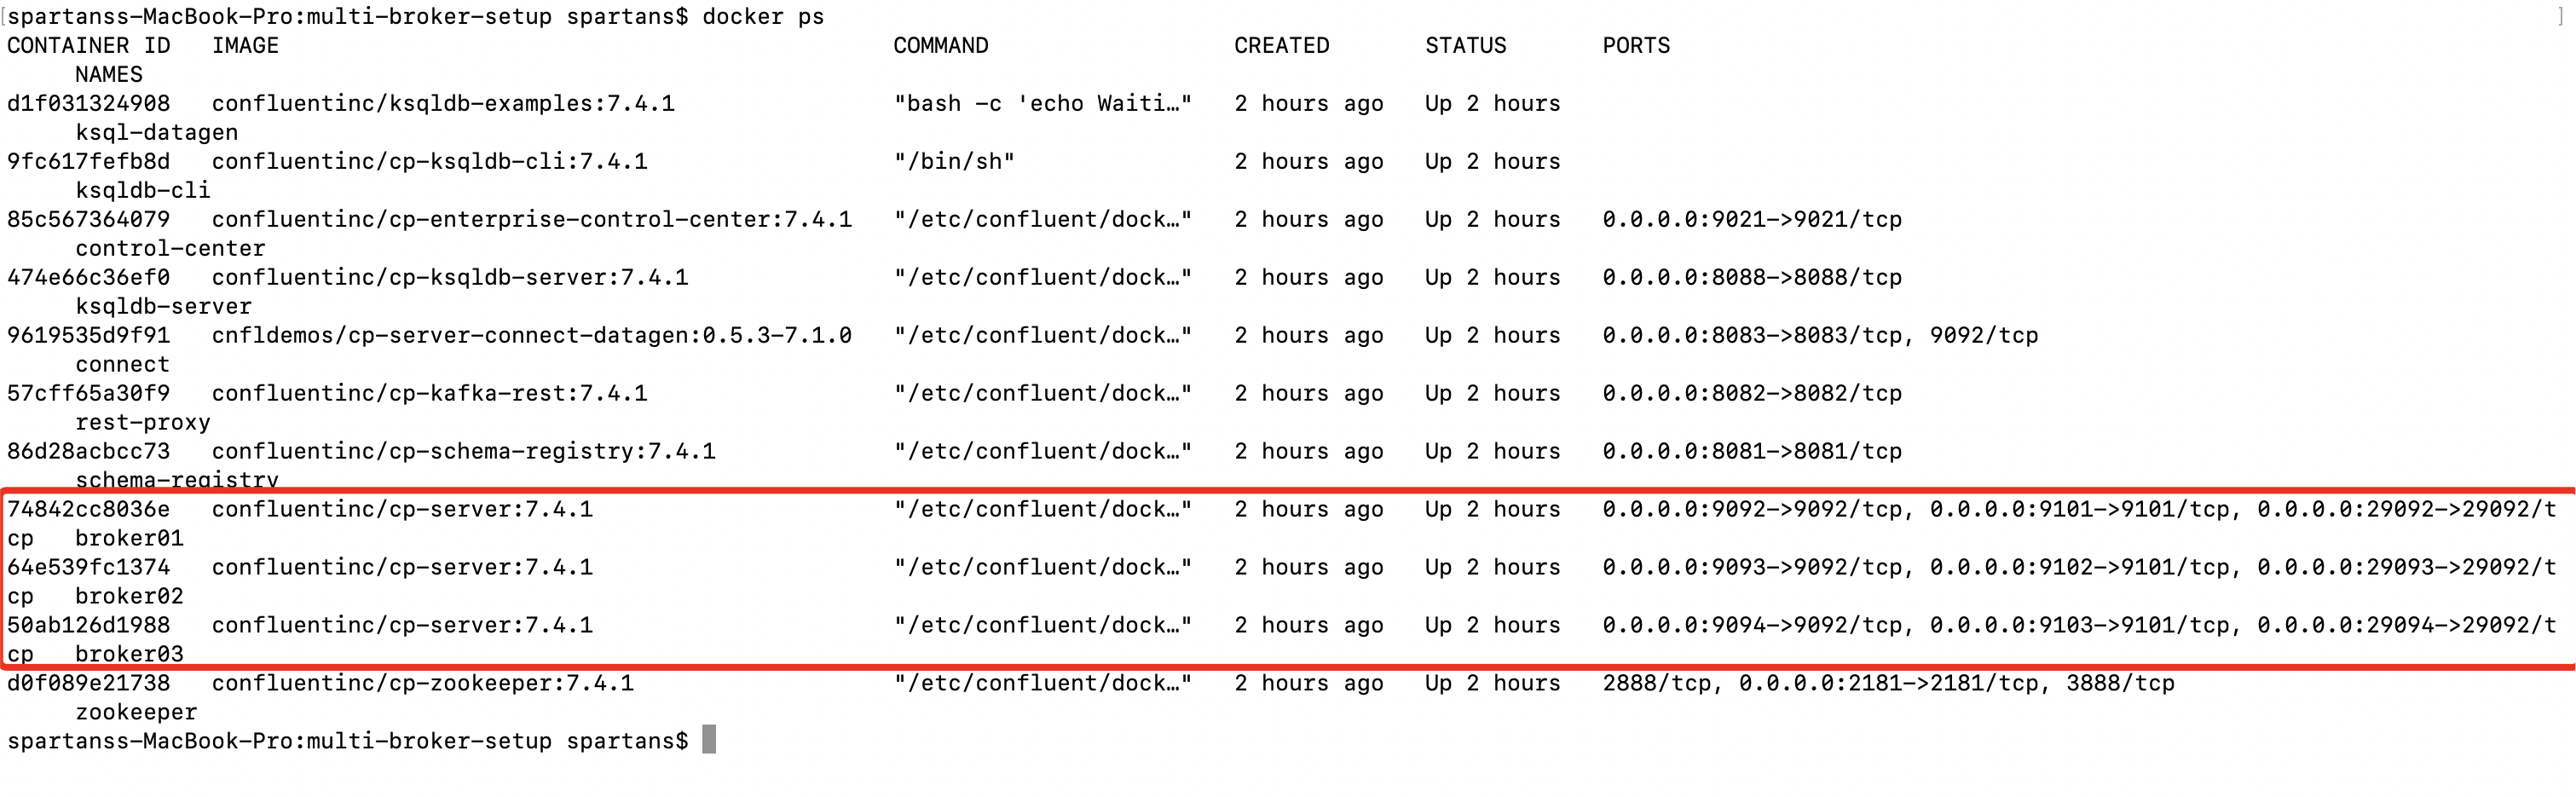 [spartanss-MacBook-Pro:multi-broker-setup spartans$ docker ps ]
CONTAINER ID   IMAGE                                             COMMAND                  CREATED       STATUS       PORTS
     NAMES
d1f031324908   confluentinc/ksqldb-examples:7.4.1                "bash -c 'echo Waiti…"   2 hours ago   Up 2 hours
     ksql-datagen
9fc617fefb8d   confluentinc/cp-ksqldb-cli:7.4.1                  "/bin/sh"                2 hours ago   Up 2 hours
     ksqldb-cli
85c567364079   confluentinc/cp-enterprise-control-center:7.4.1   "/etc/confluent/dock…"   2 hours ago   Up 2 hours   0.0.0.0:9021->9021/tcp
     control-center
474e66c36ef0   confluentinc/cp-ksqldb-server:7.4.1               "/etc/confluent/dock…"   2 hours ago   Up 2 hours   0.0.0.0:8088->8088/tcp
     ksqldb-server
9619535d9f91   cnfldemos/cp-server-connect-datagen:0.5.3-7.1.0   "/etc/confluent/dock…"   2 hours ago   Up 2 hours   0.0.0.0:8083->8083/tcp, 9092/tcp
     connect
57cff65a30f9   confluentinc/cp-kafka-rest:7.4.1                  "/etc/confluent/dock…"   2 hours ago   Up 2 hours   0.0.0.0:8082->8082/tcp
     rest-proxy
86d28acbcc73   confluentinc/cp-schema-registry:7.4.1             "/etc/confluent/dock…"   2 hours ago   Up 2 hours   0.0.0.0:8081->8081/tcp
     schema-registry
74842cc8036e   confluentinc/cp-server:7.4.1                      "/etc/confluent/dock…"   2 hours ago   Up 2 hours   0.0.0.0:9092->9092/tcp, 0.0.0.0:9101->9101/tcp, 0.0.0.0:29092->29092/t
cp   broker01
64e539fc1374   confluentinc/cp-server:7.4.1                      "/etc/confluent/dock…"   2 hours ago   Up 2 hours   0.0.0.0:9093->9092/tcp, 0.0.0.0:9102->9101/tcp, 0.0.0.0:29093->29092/t
cp   broker02
50ab126d1988   confluentinc/cp-server:7.4.1                      "/etc/confluent/dock…"   2 hours ago   Up 2 hours   0.0.0.0:9094->9092/tcp, 0.0.0.0:9103->9101/tcp, 0.0.0.0:29094->29092/t
cp   broker03
d0f089e21738   confluentinc/cp-zookeeper:7.4.1                   "/etc/confluent/dock…"   2 hours ago   Up 2 hours   2888/tcp, 0.0.0.0:2181->2181/tcp, 3888/tcp
     zookeeper
spartanss-MacBook-Pro:multi-broker-setup spartans$